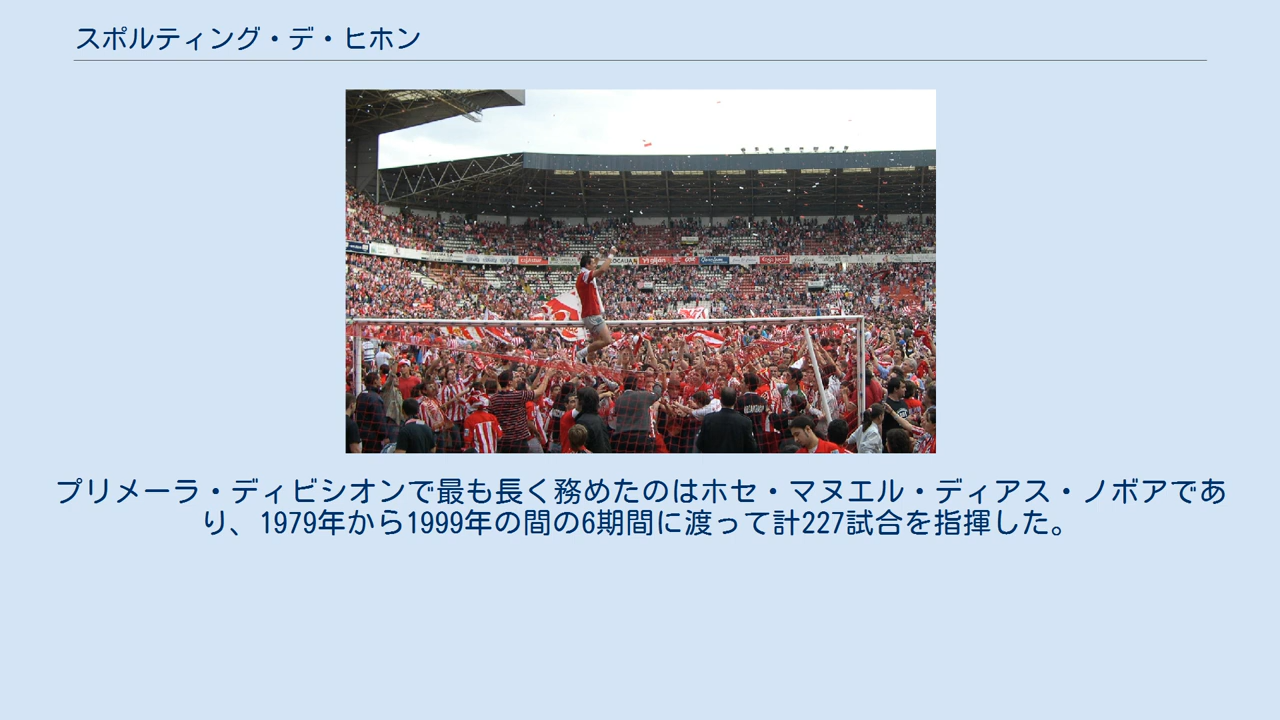 スポルティング・デ・ヒホン
プリメーラ・ディビシオンで最も長く務めたのはホセ・マヌエル・ディアス・ノボアであ
り、1979年から1999年の間の6期間に渡って計227試合を指揮した。